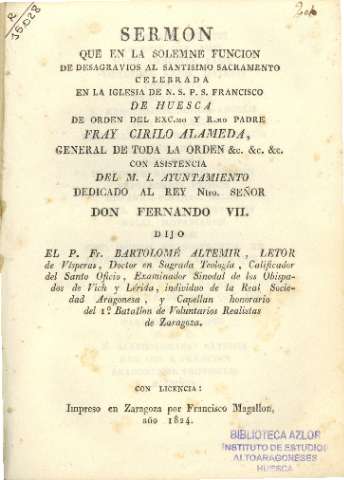 R
15.028
SERMON
QUE EN LA SOLEMNE FUNCION
DE DESAGRAVIOS AL SANTISIMO SACRAMENTO
CELEBRADA
EN LA IGLESIA DE N. S. P. S. FRANCISCO
DE HUESCA
DE ORDEN DEL EXC.MO Y R.MO PADRE
FRAY CIRILO ALAMEDA,
GENERAL DE TODA LA ORDEN &c. &c. &c.
CON ASISTENCIA
DEL M. I. AYUNTAMIENTO
DEDICADO AL REY Ntro. SEÑOR
DON FERNANDO VII.
DIJO
EL P. Fr. BARTOLOMÉ ALTEMIR, LETOR
de Vísperas, Doctor en Sagrada Teología, Calificador
del Santo Oficio, Examinador Sinodal de los Obispa-
dos de Vich y Lérida, individuo de la Real Socie-
dad Aragonesa, y Capellan honorario
del 1.º Batallon de Voluntarios Realistas
de Zaragoza.
CON LICENCIA:
Impreso en Zaragoza por Francisco Magallon,
año 1824.
BIBLIOTECA AZLOR
INSTITUTO DE ESTUDIOS
ALTOARAGONESES
HUESCA